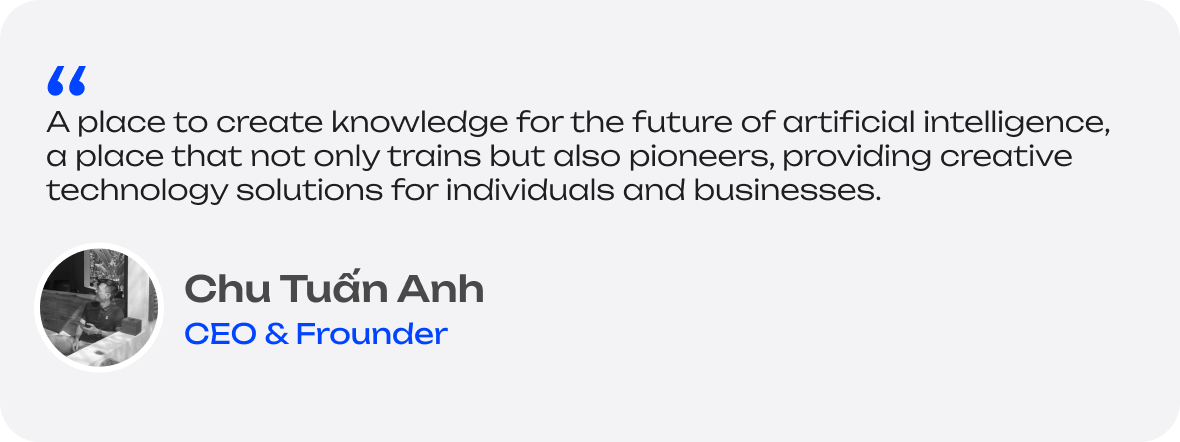 “
A place to create knowledge for the future of artificial intelligence,
a place that not only trains but also pioneers, providing creative
technology solutions for individuals and businesses.
Chu Tuấn Anh
CEO & Frounder